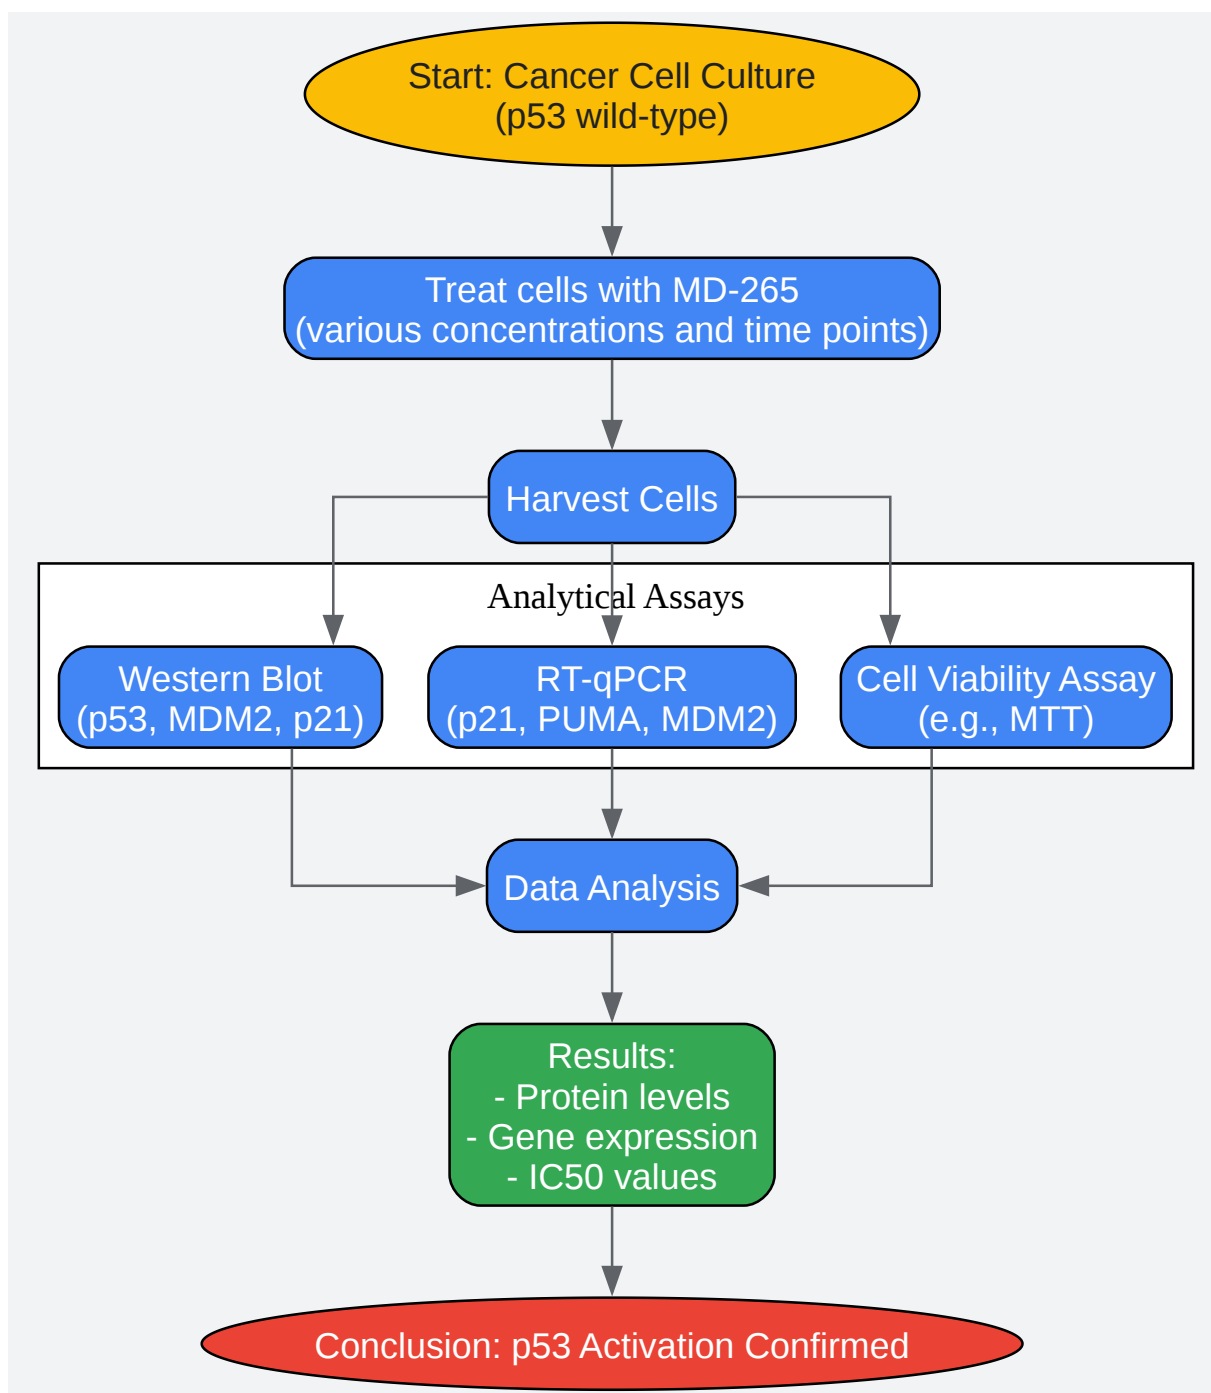 Start: Cancer Cell Culture
(p53 wild-type)
Treat cells with MD-265
(various concentrations and time points)
Harvest Cells
Analytical Assays
Western Blot
(p53, MDM2, p21)
RT-qPCR
(p21, PUMA, MDM2)
Cell Viability Assay
(e.g., MTT)
Data Analysis
Results:
- Protein levels
- Gene expression
- IC50 values
Conclusion: p53 Activation Confirmed